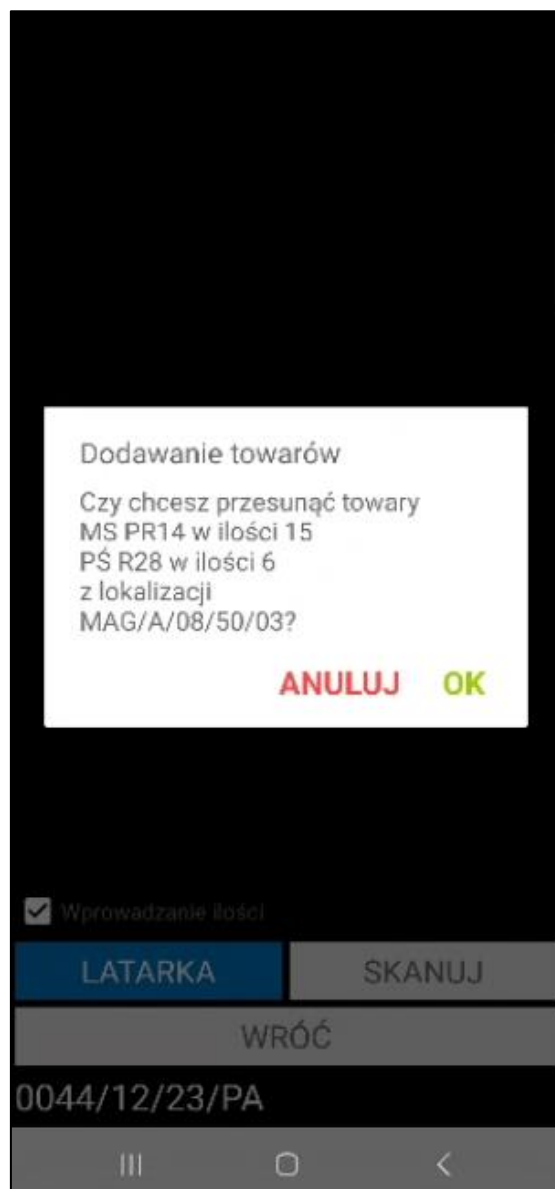 Dodawanie towarów
Czy chcesz przesunąć towary
MS PR14 w ilości 15
PŚ R28 w ilości 6
z lokalizacji
MAG/A/08/50/03?
ANULUJ OK
Wprowadzanie ilości
LATARKA SKANUJ
WRÓĆ
0044/12/23/PA